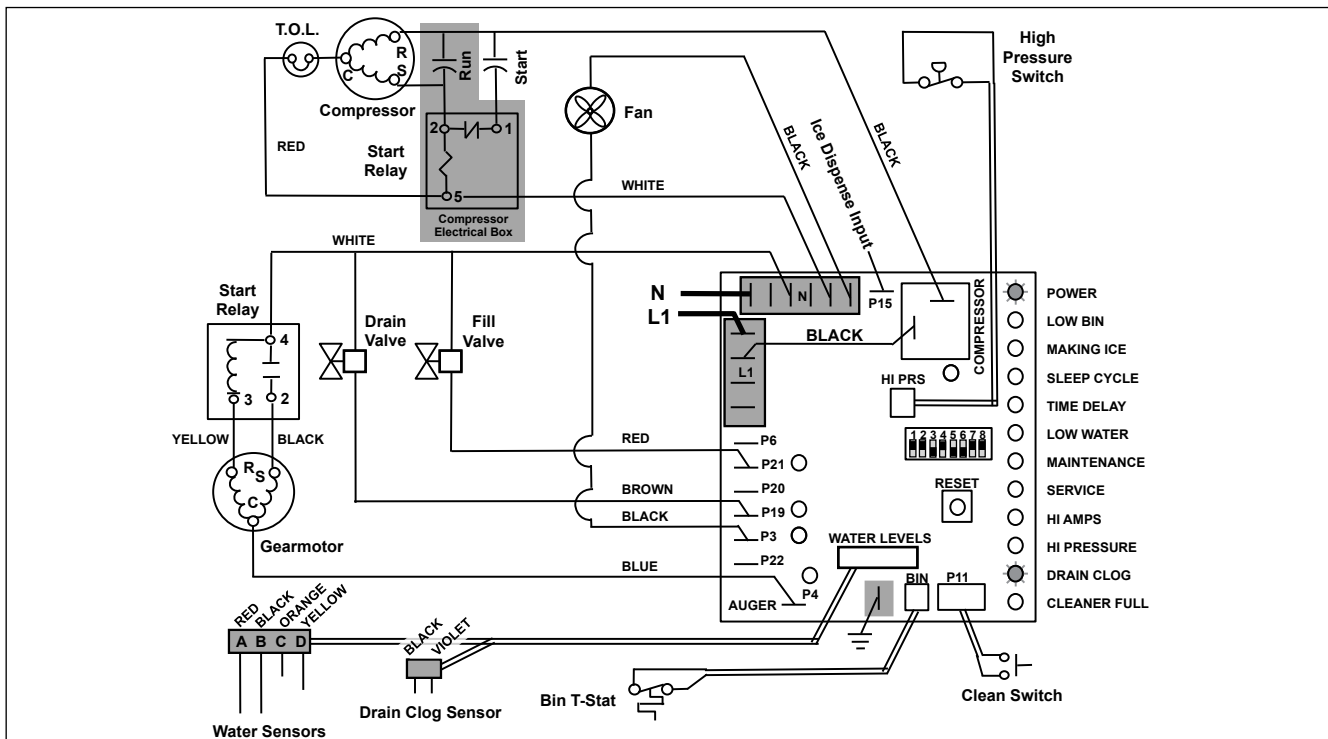 T.O.L.
R
S
C
Compressor
Run
Start
Fan
High
Pressure
Switch
RED
2
1
Start
Relay
5
WHITE
Compressor
Electrical Box
BLACK
Ice Dispense Input
BLACK
WHITE
Start
Relay
4
3
2
Drain
Valve
Fill
Valve
N
L1
N
P15
COMPRESSOR
BLACK
L1
HI PRS
1 2 3 4 5 6 7 8
RESET
POWER
LOW BIN
MAKING ICE
SLEEP CYCLE
TIME DELAY
LOW WATER
MAINTENANCE
SERVICE
HI AMPS
HI PRESSURE
DRAIN CLOG
CLEANER FULL
YELLOW
BLACK
R
S
C
Gearmotor
RED
BROWN
BLACK
BLUE
P6
P21
P20
P19
P3
P22
P4
AUGER
WATER LEVELS
BIN
P11
RED
BLACK
ORANGE
YELLOW
A B C D
Water Sensors
BLACK
VIOLET
Drain Clog Sensor
Bin T-Stat
Clean Switch